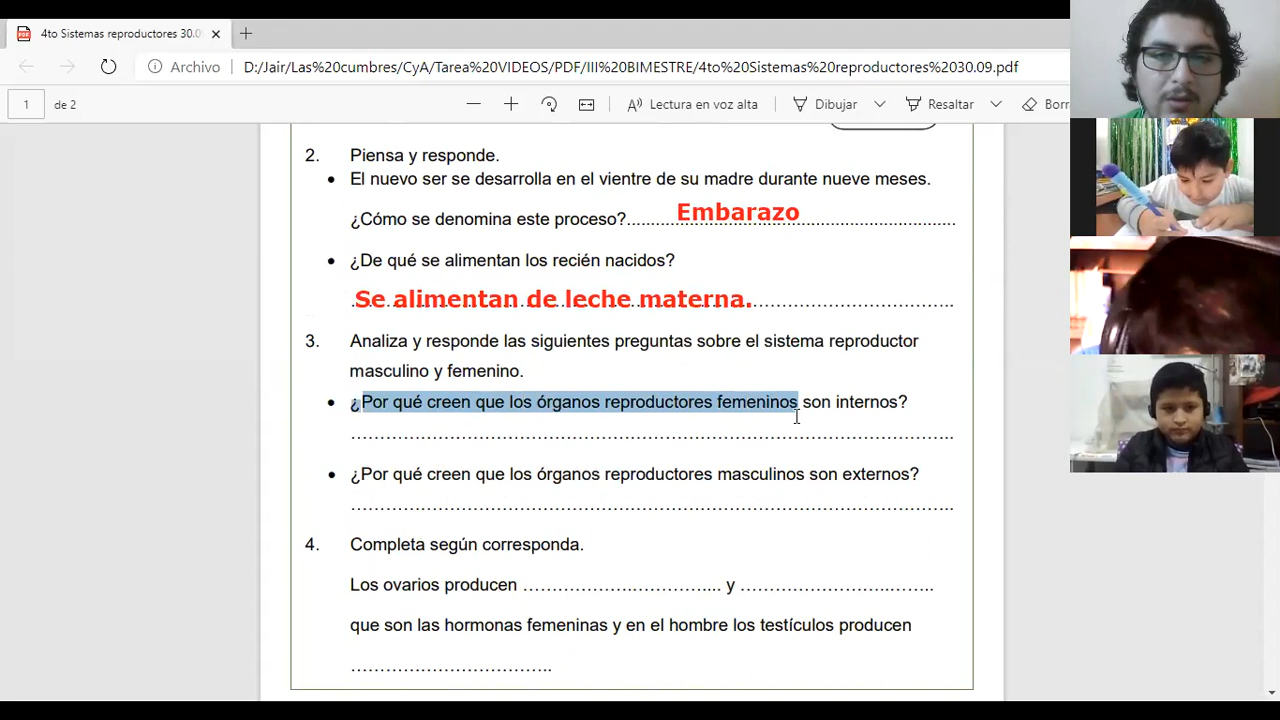 4to Sistemas reproductores 30.0
Archivo
D:/Jair/Las%20cumbres/CyA/Tarea%20VIDEOS/PDF/III%20BIMESTRE/4to%20Sistemas%20reproductores%2030.09.pdf
1 de 2
Lectura en voz alta
Dibujar
Resaltar
Borr
2. Piensa y responde.
• El nuevo ser se desarrolla en el vientre de su madre durante nueve meses.
¿Cómo se denomina este proceso?.......... Embarazo ..............................
• ¿De qué se alimentan los recién nacidos?
Se alimentan de leche materna. ......................................
3. Analiza y responde las siguientes preguntas sobre el sistema reproductor
masculino y femenino.
• ¿Por qué creen que los órganos reproductores femeninos son internos?
…………………………………………………………………………………………..
• ¿Por qué creen que los órganos reproductores masculinos son externos?
…………………………………………………………………………………………..
4. Completa según corresponda.
Los ovarios producen ………………..………….... y ……………………..……..
que son las hormonas femeninas y en el hombre los testículos producen
……………………………..